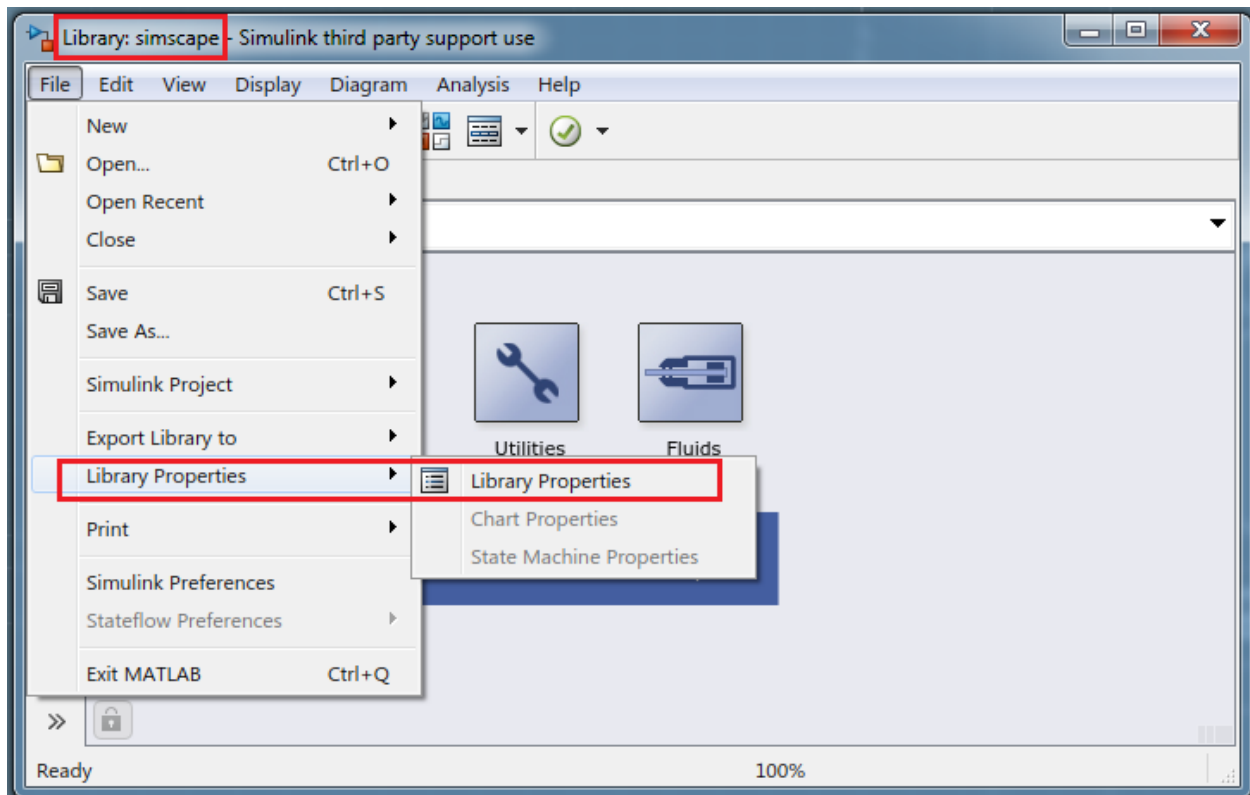 Library: simscape - Simulink third party support use
File Edit View Display Diagram Analysis Help
New
Open... Ctrl+O
Open Recent
Close
Save Ctrl+S
Save As...
Simulink Project
Export Library to
Library Properties
Print
Simulink Preferences
Stateflow Preferences
Exit MATLAB Ctrl+Q
Utilities Fluids
Library Properties
Chart Properties
State Machine Properties
Ready 100%